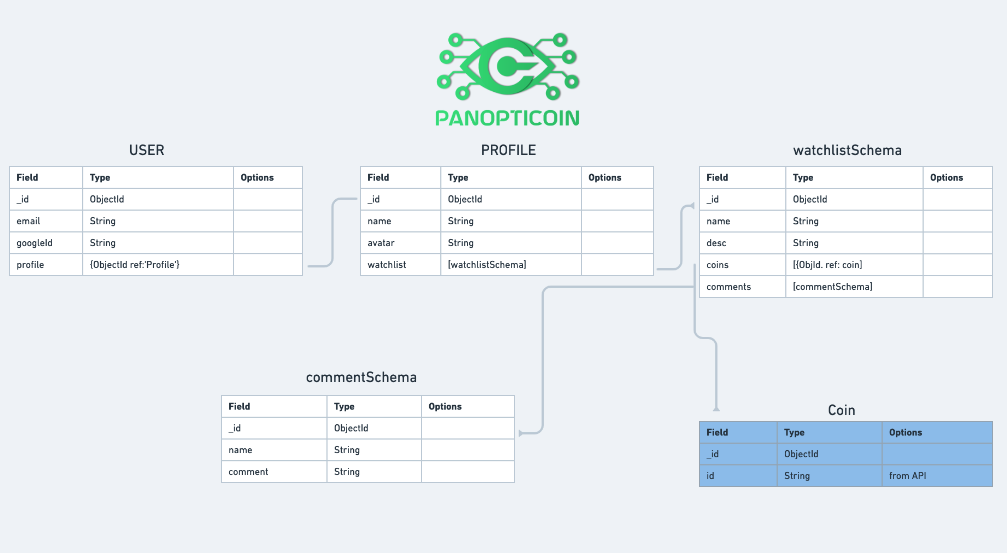 PANOPTICOIN
USER
Field Type Options
_id ObjectId
email String
googleId String
profile {ObjectId ref:'Profile'}
PROFILE
Field Type Options
_id ObjectId
name String
avatar String
watchlist [watchlistSchema]
watchlistSchema
Field Type Options
_id ObjectId
name String
desc String
coins [{ObjId. ref: coin]
comments [commentSchema]
commentSchema
Field Type Options
_id ObjectId
name String
comment String
Coin
Field Type Options
_id ObjectId
id String from API